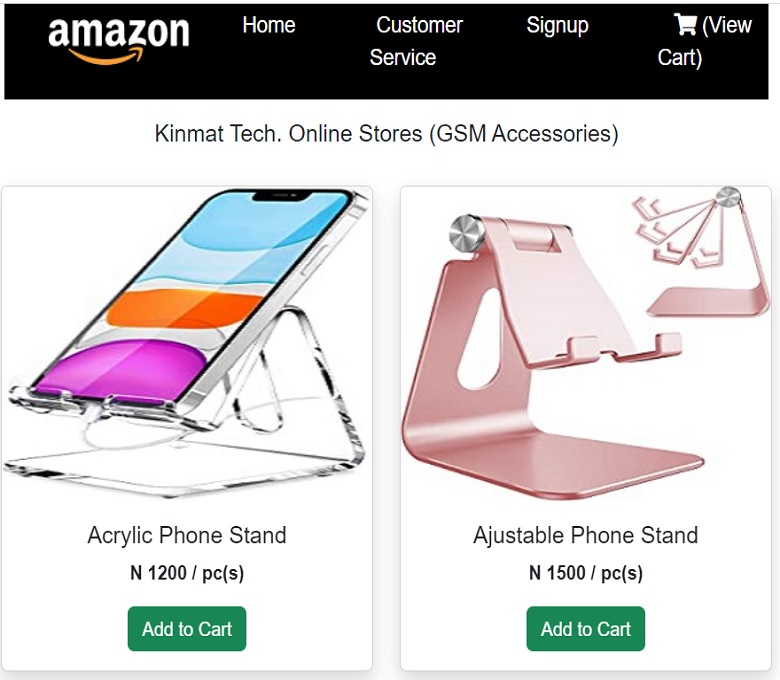 amazon
Home
Customer Service
Signup
(View Cart)
Kinmat Tech. Online Stores (GSM Accessories)
Acrylic Phone Stand
N 1200 / pc(s)
Add to Cart
Ajustable Phone Stand
N 1500 / pc(s)
Add to Cart